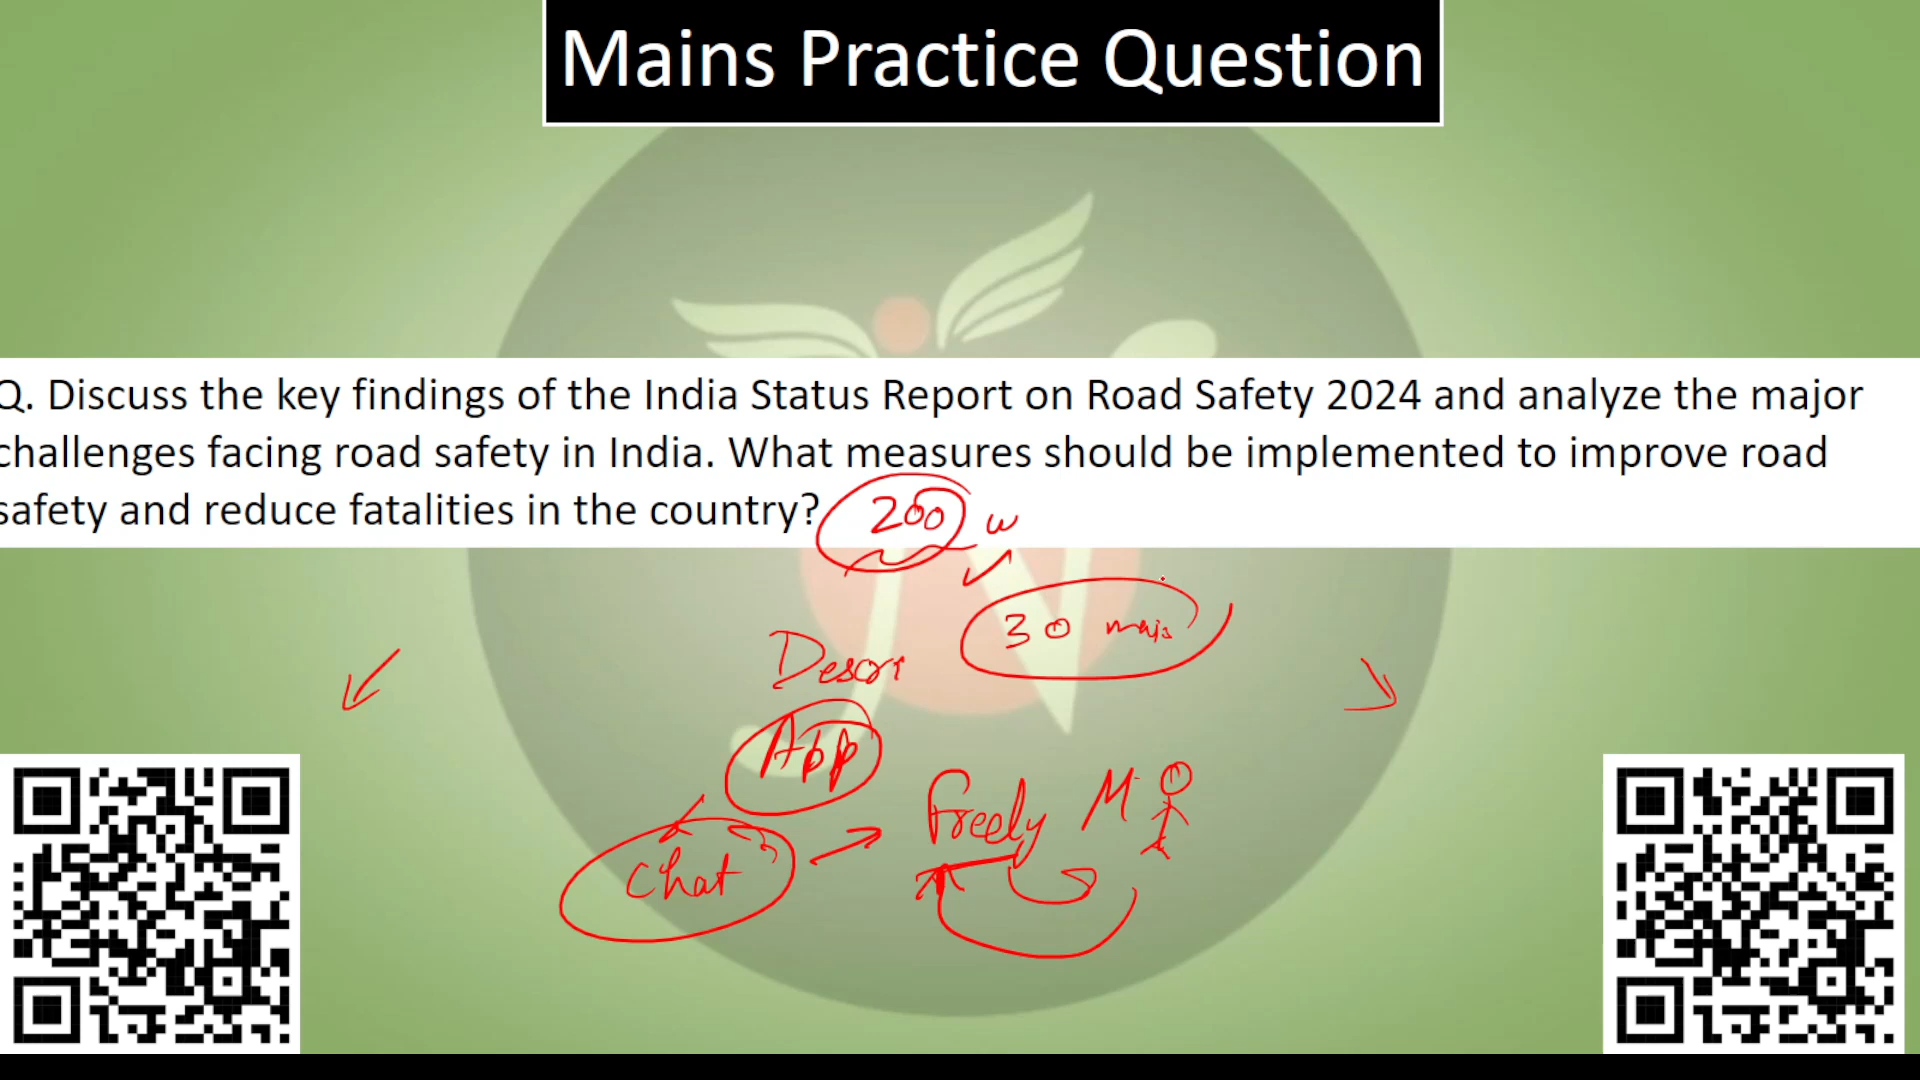 Mains Practice Question
Q. Discuss the key findings of the India Status Report on Road Safety 2024 and analyze the major
challenges facing road safety in India. What measures should be implemented to improve road
safety and reduce fatalities in the country?
200 w
30
Descri
App
Freely M
chat